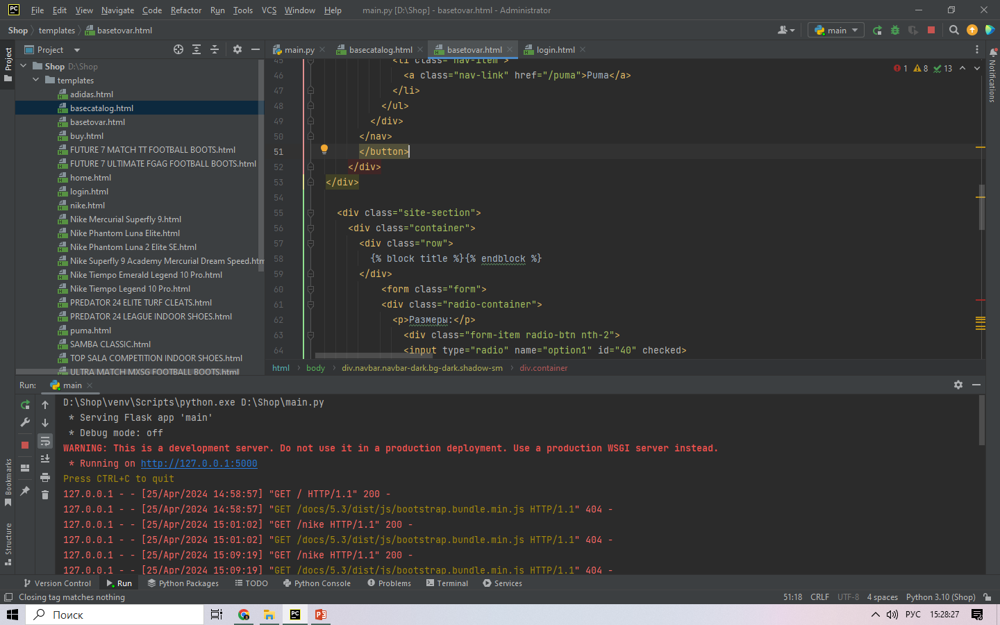 PC File Edit View Navigate Code Refactor Run Tools VCS Window Help main.py [D:\Shop] - basetovar.html - Administrator
Shop templates basetovar.html main
Project
Project
main.py basecatalog.html basetovar.html login.html
Notifications
Shop D:\Shop
templates
adidas.html
basecatalog.html
basetovar.html
buy.html
FUTURE 7 MATCH TT FOOTBALL BOOTS.html
FUTURE 7 ULTIMATE FGAG FOOTBALL BOOTS.html
home.html
login.html
nike.html
Nike Mercurial Superfly 9.html
Nike Phantom Luna Elite.html
Nike Phantom Luna 2 Elite SE.html
Nike Superfly 9 Academy Mercurial Dream Speed.htm
Nike Tiempo Emerald Legend 10 Pro.html
Nike Tiempo Legend 10 Pro.html
PREDATOR 24 ELITE TURF CLEATS.html
PREDATOR 24 LEAGUE INDOOR SHOES.html
puma.html
SAMBA CLASSIC.html
TOP SALA COMPETITION INDOOR SHOES.html
ULTRA MATCH MXSG FOOTBALL BOOTS.html
1 8 13
45 <li class="nav-item">
46 <a class="nav-link" href="/puma">Puma</a>
47 </li>
48 </ul>
49 </div>
50 </nav>
51 </button>
52 </div>
53 </div>
54
55 <div class="site-section">
56 <div class="container">
57 <div class="row">
58 {% block title %}{% endblock %}
59 </div>
60 <form class="form">
61 <div class="radio-container">
62 <p>Размеры:</p>
63 <div class="form-item radio-btn nth-2">
64 <input type="radio" name="option1" id="40" checked>
html body div.navbar.navbar-dark.bg-dark.shadow-sm div.container
Run: main
D:\Shop\venv\Scripts\python.exe D:\Shop\main.py
* Serving Flask app 'main'
* Debug mode: off
WARNING: This is a development server. Do not use it in a production deployment. Use a production WSGI server instead.
* Running on http://127.0.0.1:5000
Press CTRL+C to quit
127.0.0.1 - - [25/Apr/2024 14:58:57] "GET / HTTP/1.1" 200 -
127.0.0.1 - - [25/Apr/2024 14:58:57] "GET /docs/5.3/dist/js/bootstrap.bundle.min.js HTTP/1.1" 404 -
127.0.0.1 - - [25/Apr/2024 15:01:02] "GET /nike HTTP/1.1" 200 -
127.0.0.1 - - [25/Apr/2024 15:01:02] "GET /docs/5.3/dist/js/bootstrap.bundle.min.js HTTP/1.1" 404 -
127.0.0.1 - - [25/Apr/2024 15:09:19] "GET /nike HTTP/1.1" 200 -
127.0.0.1 - - [25/Apr/2024 15:09:19] "GET /docs/5.3/dist/js/bootstrap.bundle.min.js HTTP/1.1" 404 -
Bookmarks
Structure
Version Control Run Python Packages TODO Python Console Problems Terminal Services
Closing tag matches nothing 51:18 CRLF UTF-8 4 spaces Python 3.10 (Shop)
Поиск PC РУС 15:28:27